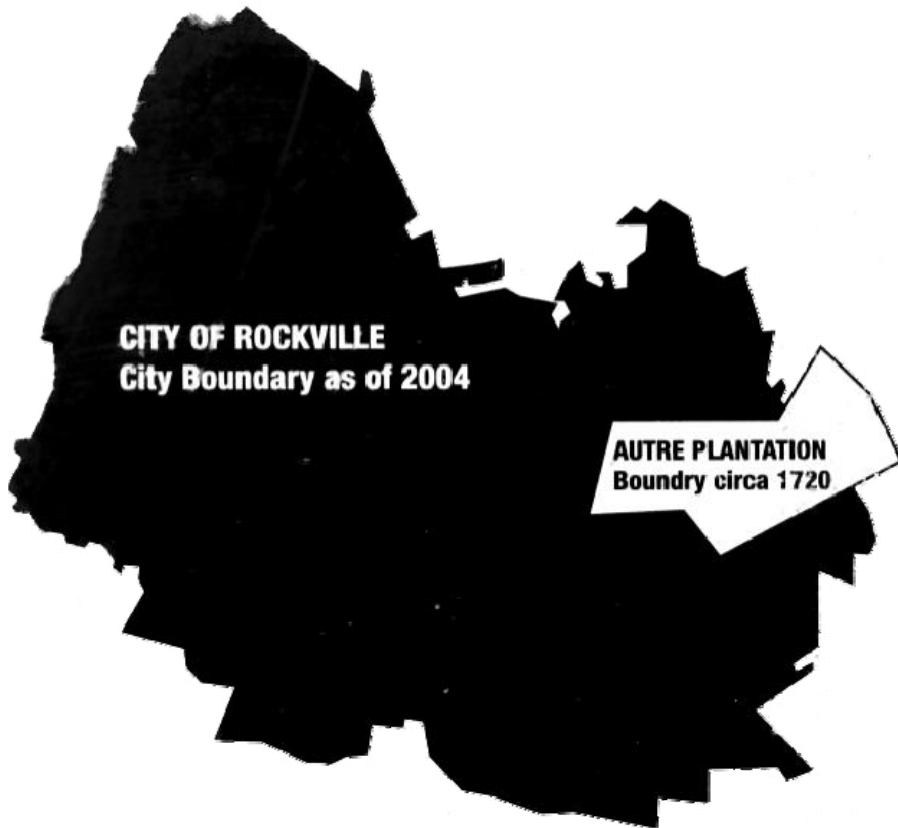 CITY OF ROCKVILLE
City Boundary as of 2004
AUTRE PLANTATION
Boundry circa 1720